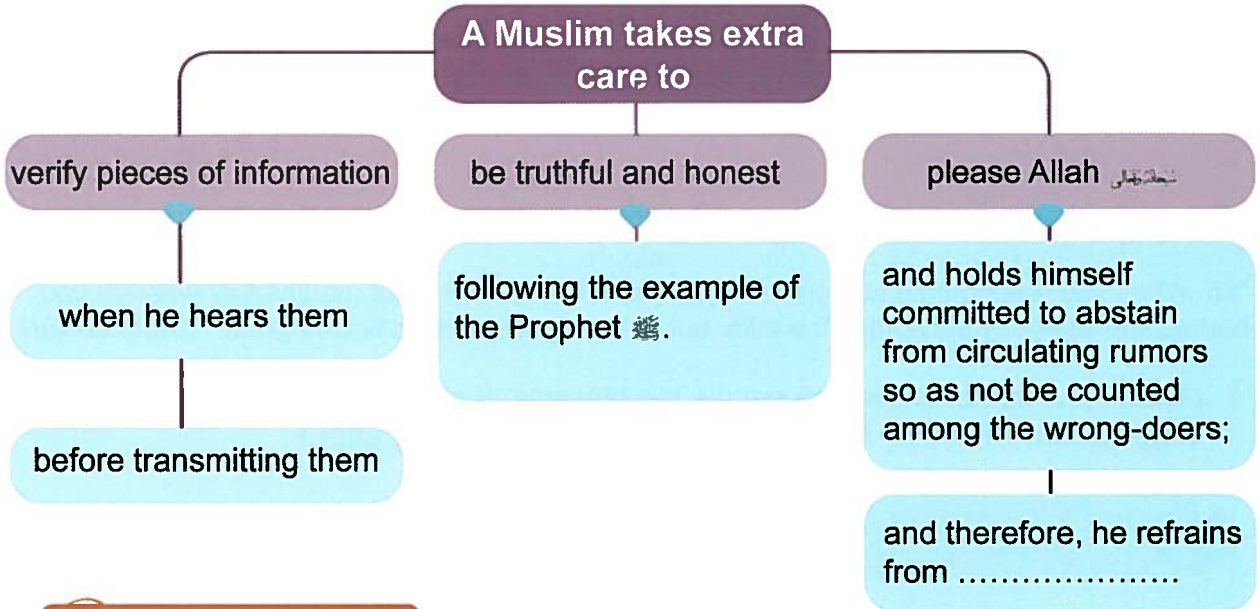 A Muslim takes extra
care to
verify pieces of information
when he hears them
before transmitting them
be truthful and honest
following the example of
the Prophet ﷺ.
please Allah سبحانه وتعالى
and holds himself
committed to abstain
from circulating rumors
so as not be counted
among the wrong-doers;
and therefore, he refrains
from .....................